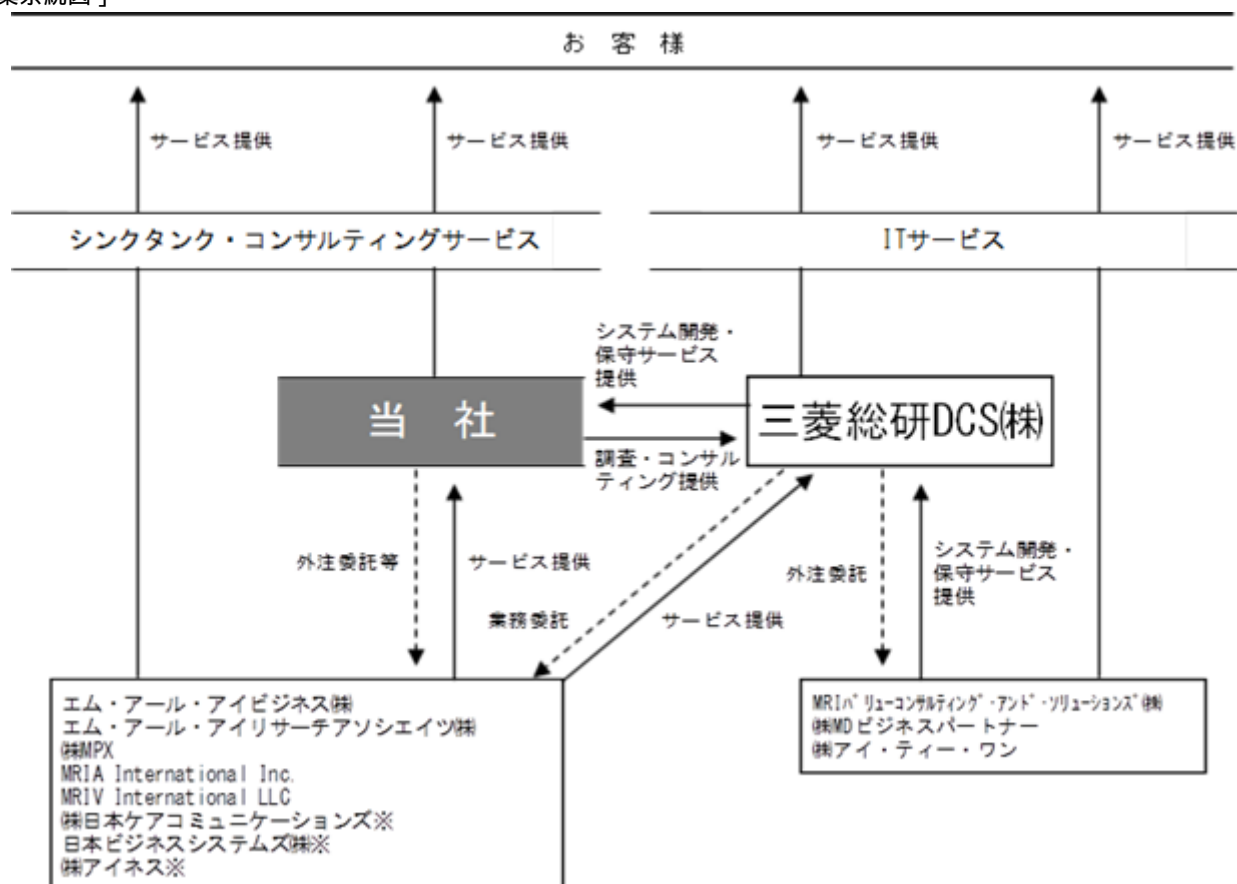 業系統図］
お 客 様
サービス提供
サービス提供
サービス提供
サービス提供
シンクタンク・コンサルティングサービス
ITサービス
システム開発・
保守サービス
提供
当 社
三菱総研DCS㈱
調査・コンサル
ティング提供
外注委託等
サービス提供
業務委託
サービス提供
外注委託
システム開発・
保守サービス
提供
エム・アール・アイビジネス㈱
エム・アール・アイリサーチアソシエイツ㈱
㈱MPX
MRIA International Inc.
MRIV International LLC
㈱日本ケアコミュニケーションズ※
日本ビジネスシステムズ㈱※
㈱アイネス※
MRIバリューコンサルティング・アンド・ソリューションズ㈱
㈱MDビジネスパートナー
㈱アイ・ティー・ワン